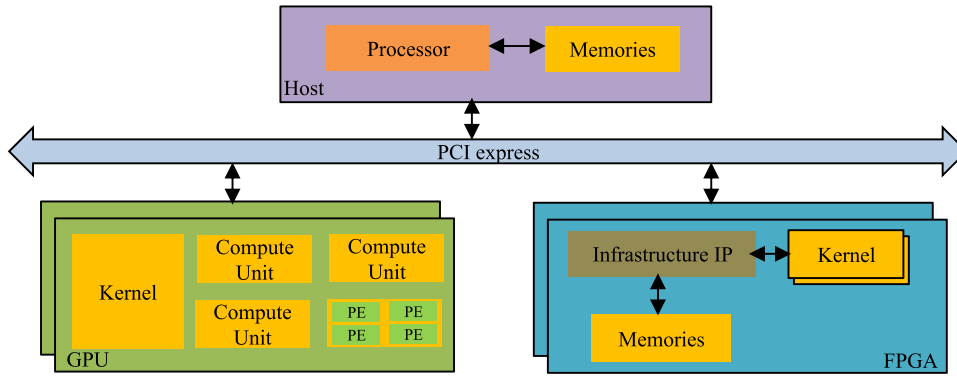 Processor
Memories
Host
PCI express
Kernel
Compute
Unit
Compute
Unit
Compute
Unit
PE
PE
PE
PE
GPU
Infrastructure IP
Kernel
Memories
FPGA